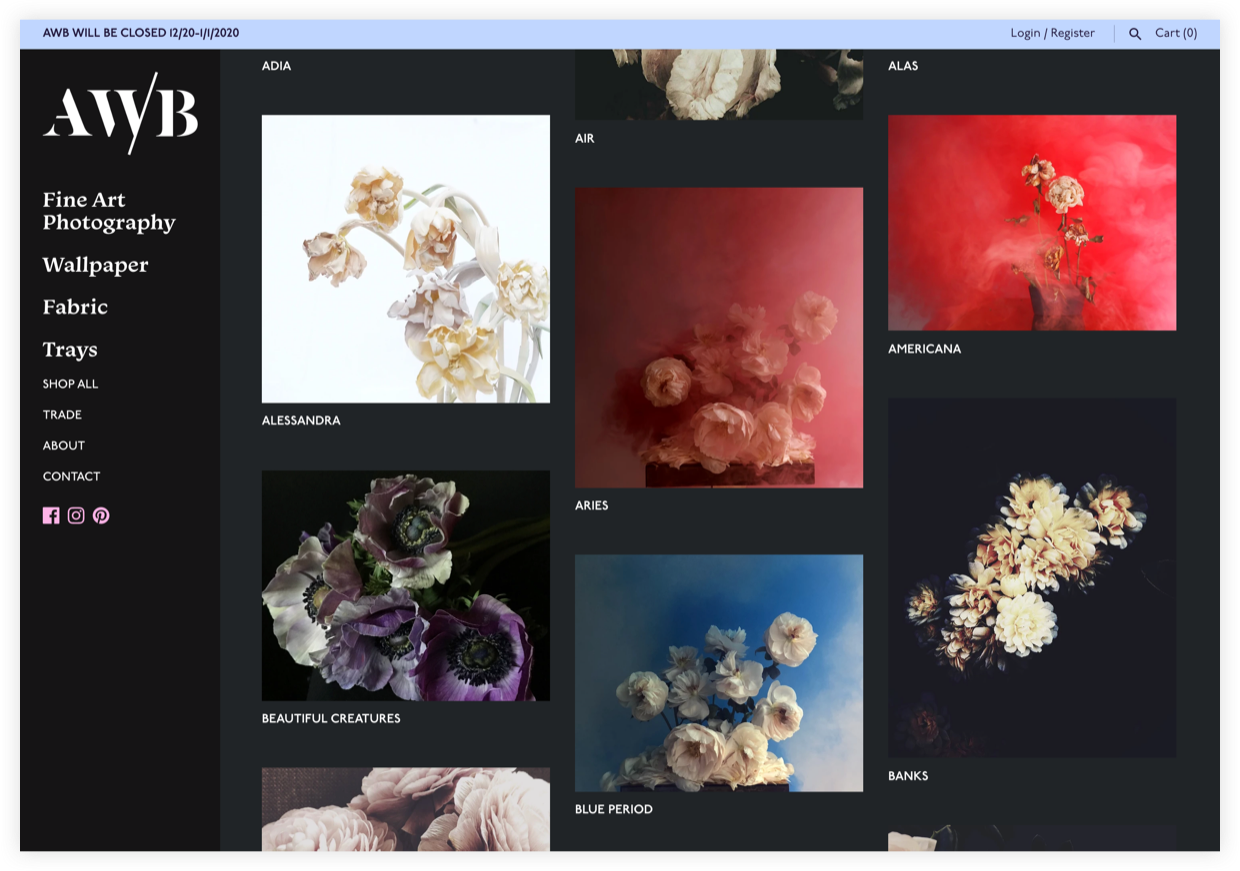 AWB WILL BE CLOSED 12/20-1/1/2020
Login / Register
Cart (0)
AWB
Fine Art
Photography
Wallpaper
Fabric
Trays
SHOP ALL
TRADE
ABOUT
CONTACT
ADIA
ALESSANDRA
BEAUTIFUL CREATURES
AIR
ARIES
BLUE PERIOD
ALAS
AMERICANA
BANKS